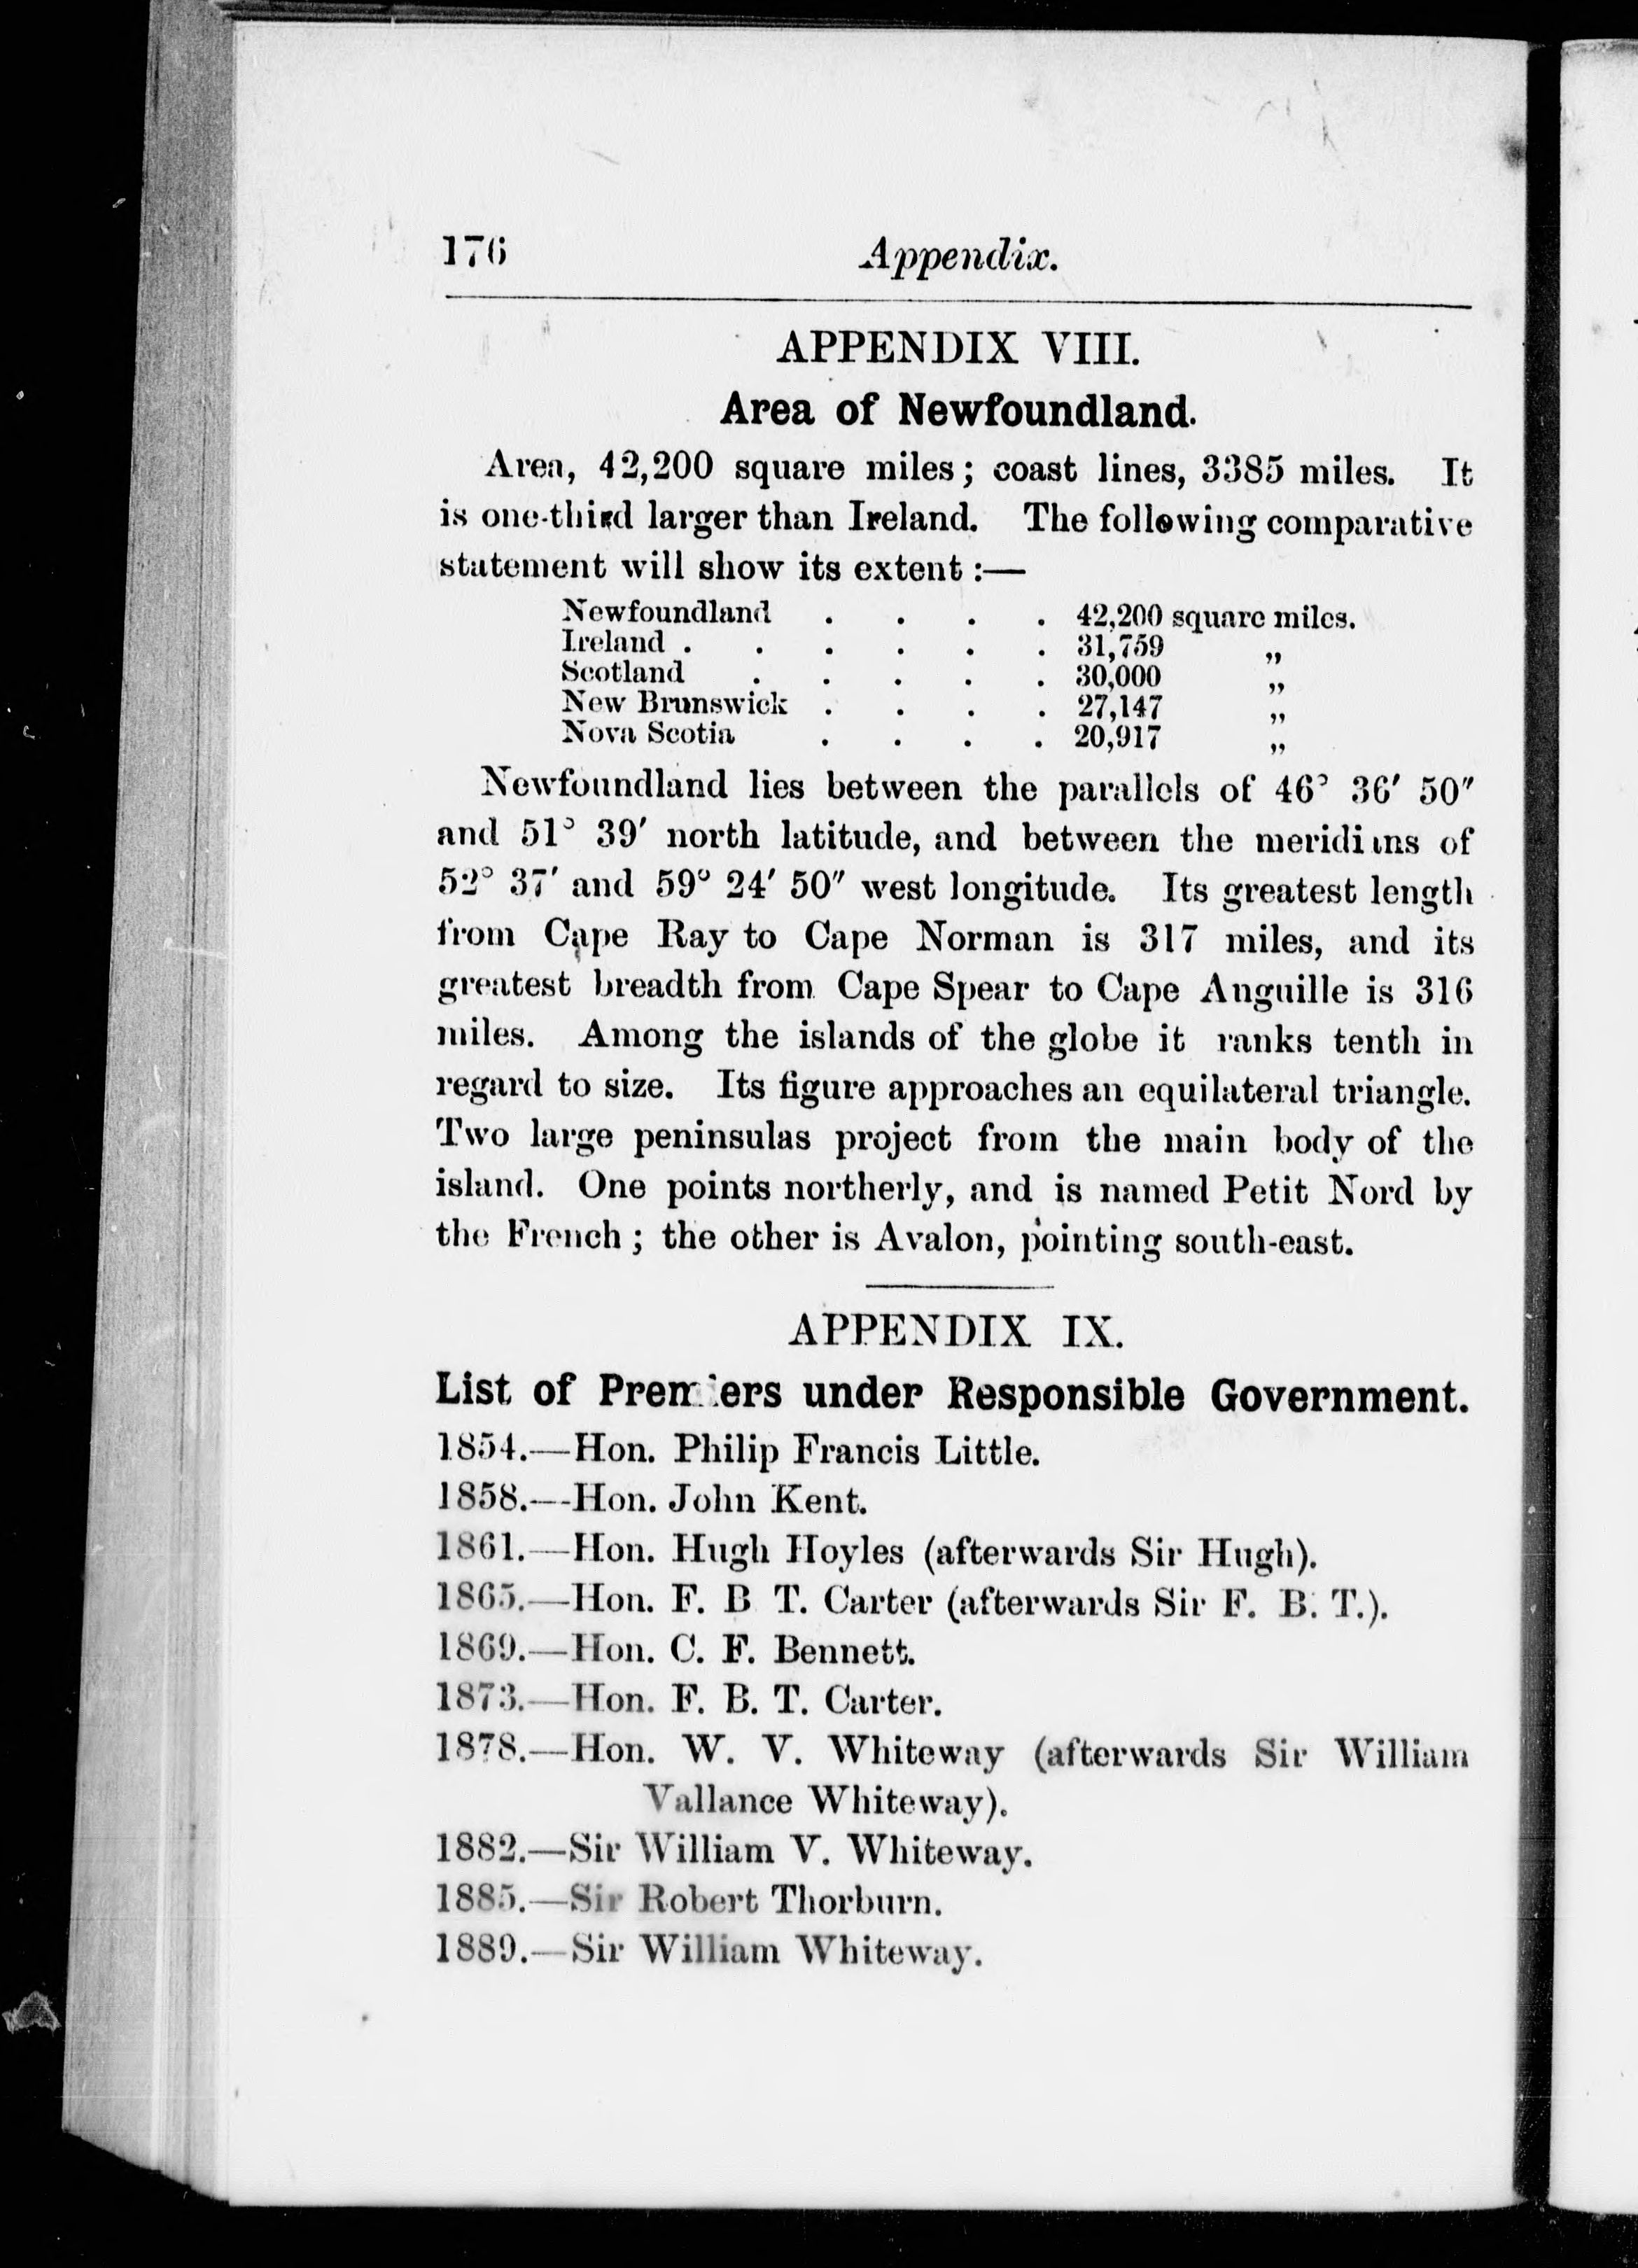 176 Appendix.
APPENDIX VIII.
Area of Newfoundland.
Area, 42,200 square miles; coast lines, 3385 miles. It
is one-third larger than Ireland. The following comparative
statement will show its extent :—
Newfoundland . . . . 42,200 square miles.
Ireland . . . . . . 31,759 „
Scotland . . . . . 30,000 „
New Brunswick . . . . 27,147 „
Nova Scotia . . . . 20,917 „
Newfoundland lies between the parallels of 46° 36′ 50″
and 51° 39′ north latitude, and between the meridians of
52° 37′ and 59° 24′ 50″ west longitude. Its greatest length
from Cape Ray to Cape Norman is 317 miles, and its
greatest breadth from Cape Spear to Cape Anguille is 316
miles. Among the islands of the globe it ranks tenth in
regard to size. Its figure approaches an equilateral triangle.
Two large peninsulas project from the main body of the
island. One points northerly, and is named Petit Nord by
the French; the other is Avalon, pointing south-east.
APPENDIX IX.
List of Premiers under Responsible Government.
1854.—Hon. Philip Francis Little.
1858.—Hon. John Kent.
1861.—Hon. Hugh Hoyles (afterwards Sir Hugh).
1865.—Hon. F. B T. Carter (afterwards Sir F. B. T.).
1869.—Hon. C. F. Bennett.
1873.—Hon. F. B. T. Carter.
1878.—Hon. W. V. Whiteway (afterwards Sir William
Vallance Whiteway).
1882.—Sir William V. Whiteway.
1885.—Sir Robert Thorburn.
1889.—Sir William Whiteway.